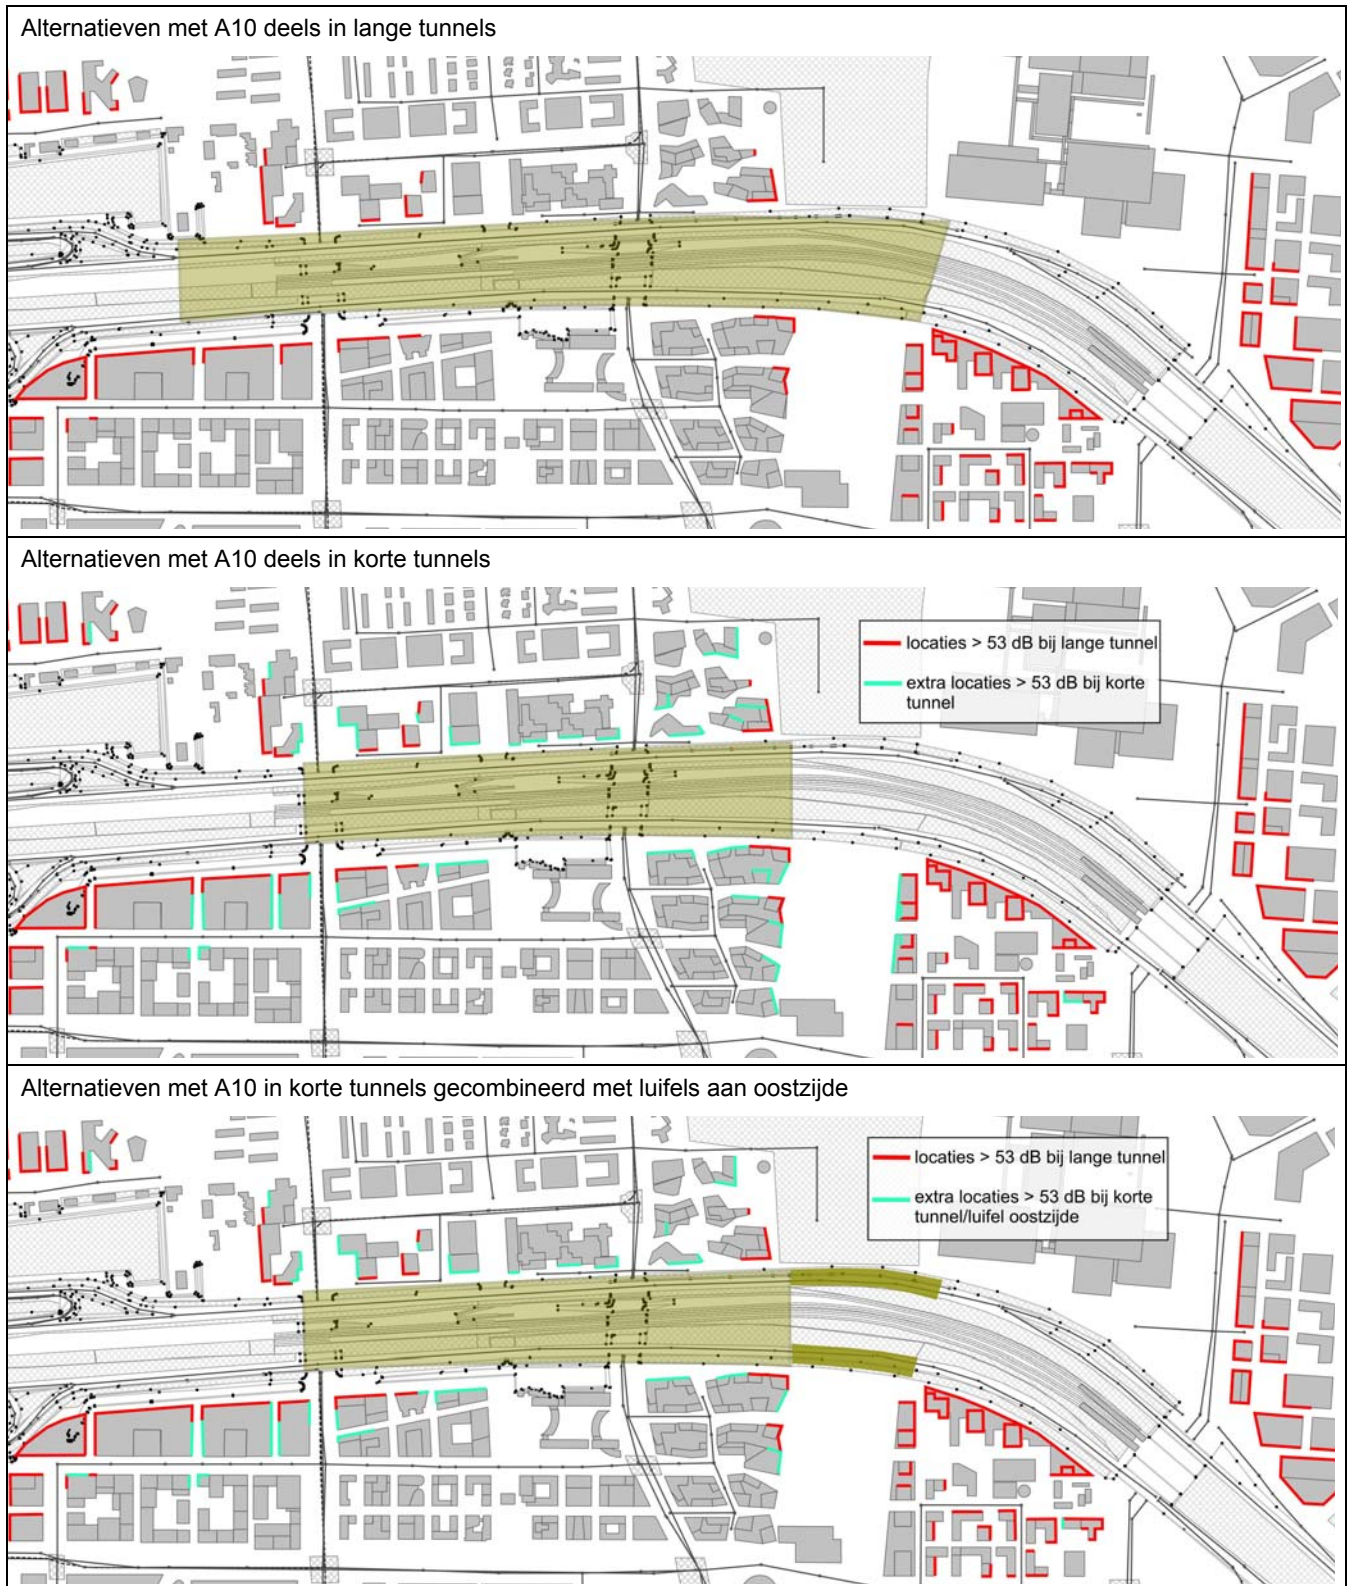 Alternatieven met A10 deels in lange tunnels
Alternatieven met A10 deels in korte tunnels
locaties > 53 dB bij lange tunnel
extra locaties > 53 dB bij korte
tunnel
Alternatieven met A10 in korte tunnels gecombineerd met luifels aan oostzijde
locaties > 53 dB bij lange tunnel
extra locaties > 53 dB bij korte
tunnel/luifel oostzijde